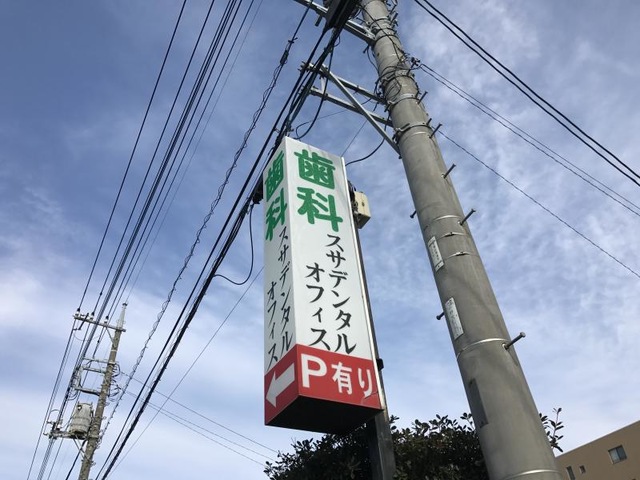 歯科
スサデンタル
オフィス
P有り
歯科
スサデンタル
オフィス
←